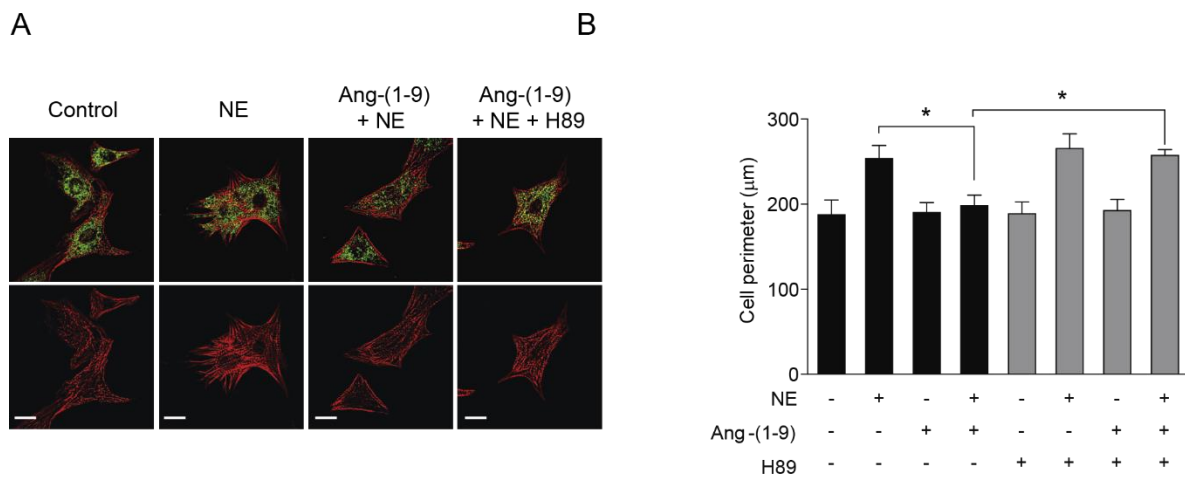 A
B
Control
NE
Ang-(1-9)
+ NE
Ang-(1-9)
+ NE + H89
*
*
Cell perimeter (μm)
300
200
100
0
NE - + - + - + - +
Ang-(1-9) - - + + - - + +
H89 - - - - + + + +